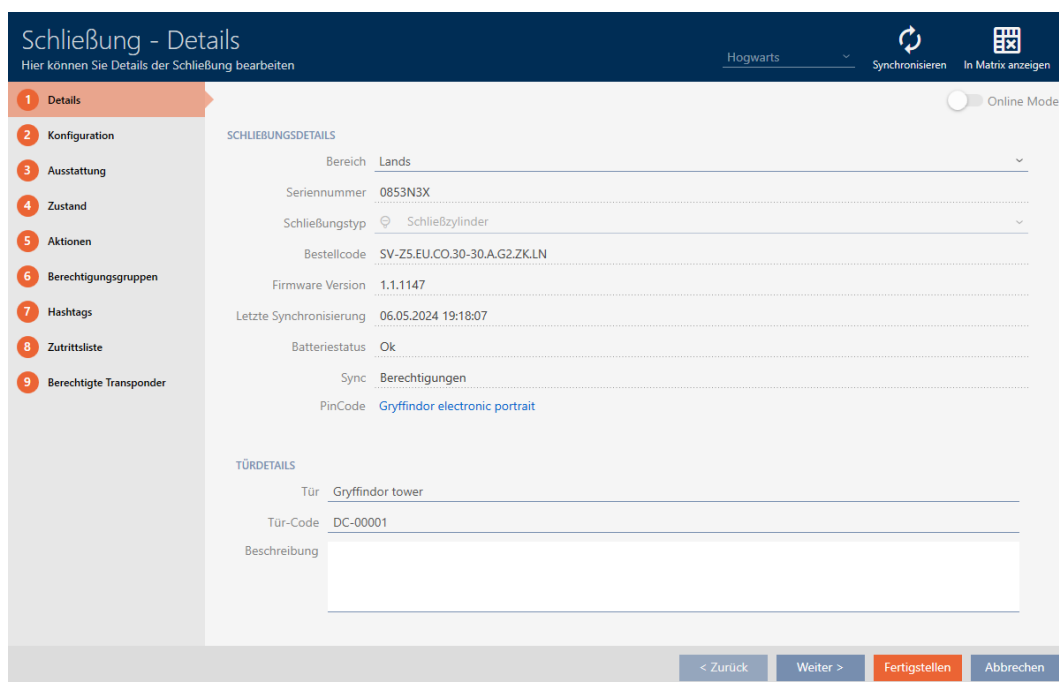 Schließung - Details
Hier können Sie Details der Schließung bearbeiten
Hogwarts
Synchronisieren
In Matrix anzeigen
1 Details
2 Konfiguration
3 Ausstattung
4 Zustand
5 Aktionen
6 Berechtigungsgruppen
7 Hashtags
8 Zutrittsliste
9 Berechtigte Transponder
Online Mode
SCHLIEßUNGSDETAILS
Bereich Lands
Seriennummer 0853N3X
Schließungstyp Schließzylinder
Bestellcode SV-Z5.EU.CO.30-30.A.G2.ZK.LN
Firmware Version 1.1.1147
Letzte Synchronisierung 06.05.2024 19:18:07
Batteriestatus Ok
Sync Berechtigungen
PinCode Gryffindor electronic portrait
TÜRDETAILS
Tür Gryffindor tower
Tür-Code DC-00001
Beschreibung
< Zurück
Weiter >
Fertigstellen
Abbrechen